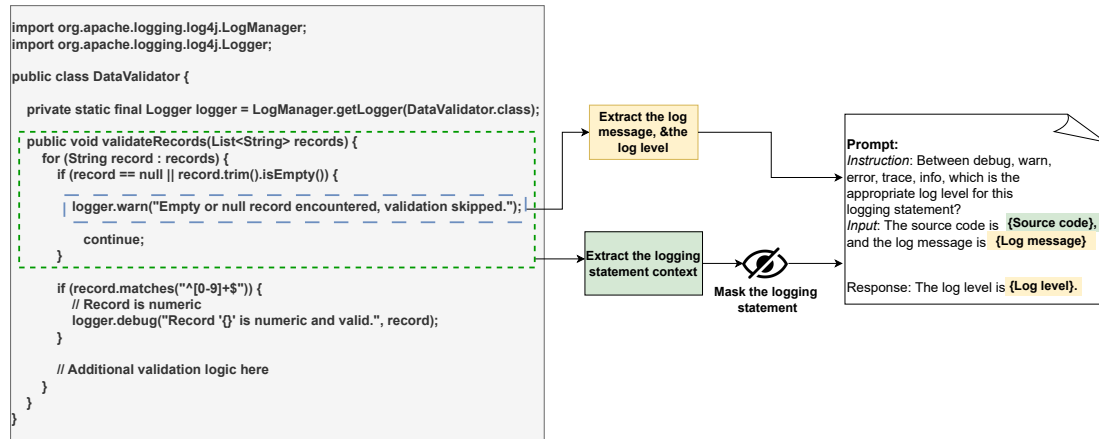 import org.apache.logging.log4j.LogManager;
import org.apache.logging.log4j.Logger;
public class DataValidator {
private static final Logger logger = LogManager.getLogger(DataValidator.class);
public void validateRecords(List<String> records) {
for (String record : records) {
if (record == null || record.trim().isEmpty()) {
logger.warn("Empty or null record encountered, validation skipped.");
continue;
}
if (record.matches("^[0-9]+$")) {
// Record is numeric
logger.debug("Record '{}' is numeric and valid.", record);
}
// Additional validation logic here
}
}
}
Extract the log
message, &the
log level
Extract the logging
statement context
Mask the logging
statement
Prompt:
Instruction: Between debug, warn,
error, trace, info, which is the
appropriate log level for this
logging statement?
Input: The source code is {Source code},
and the log message is {Log message}
Response: The log level is {Log level}.